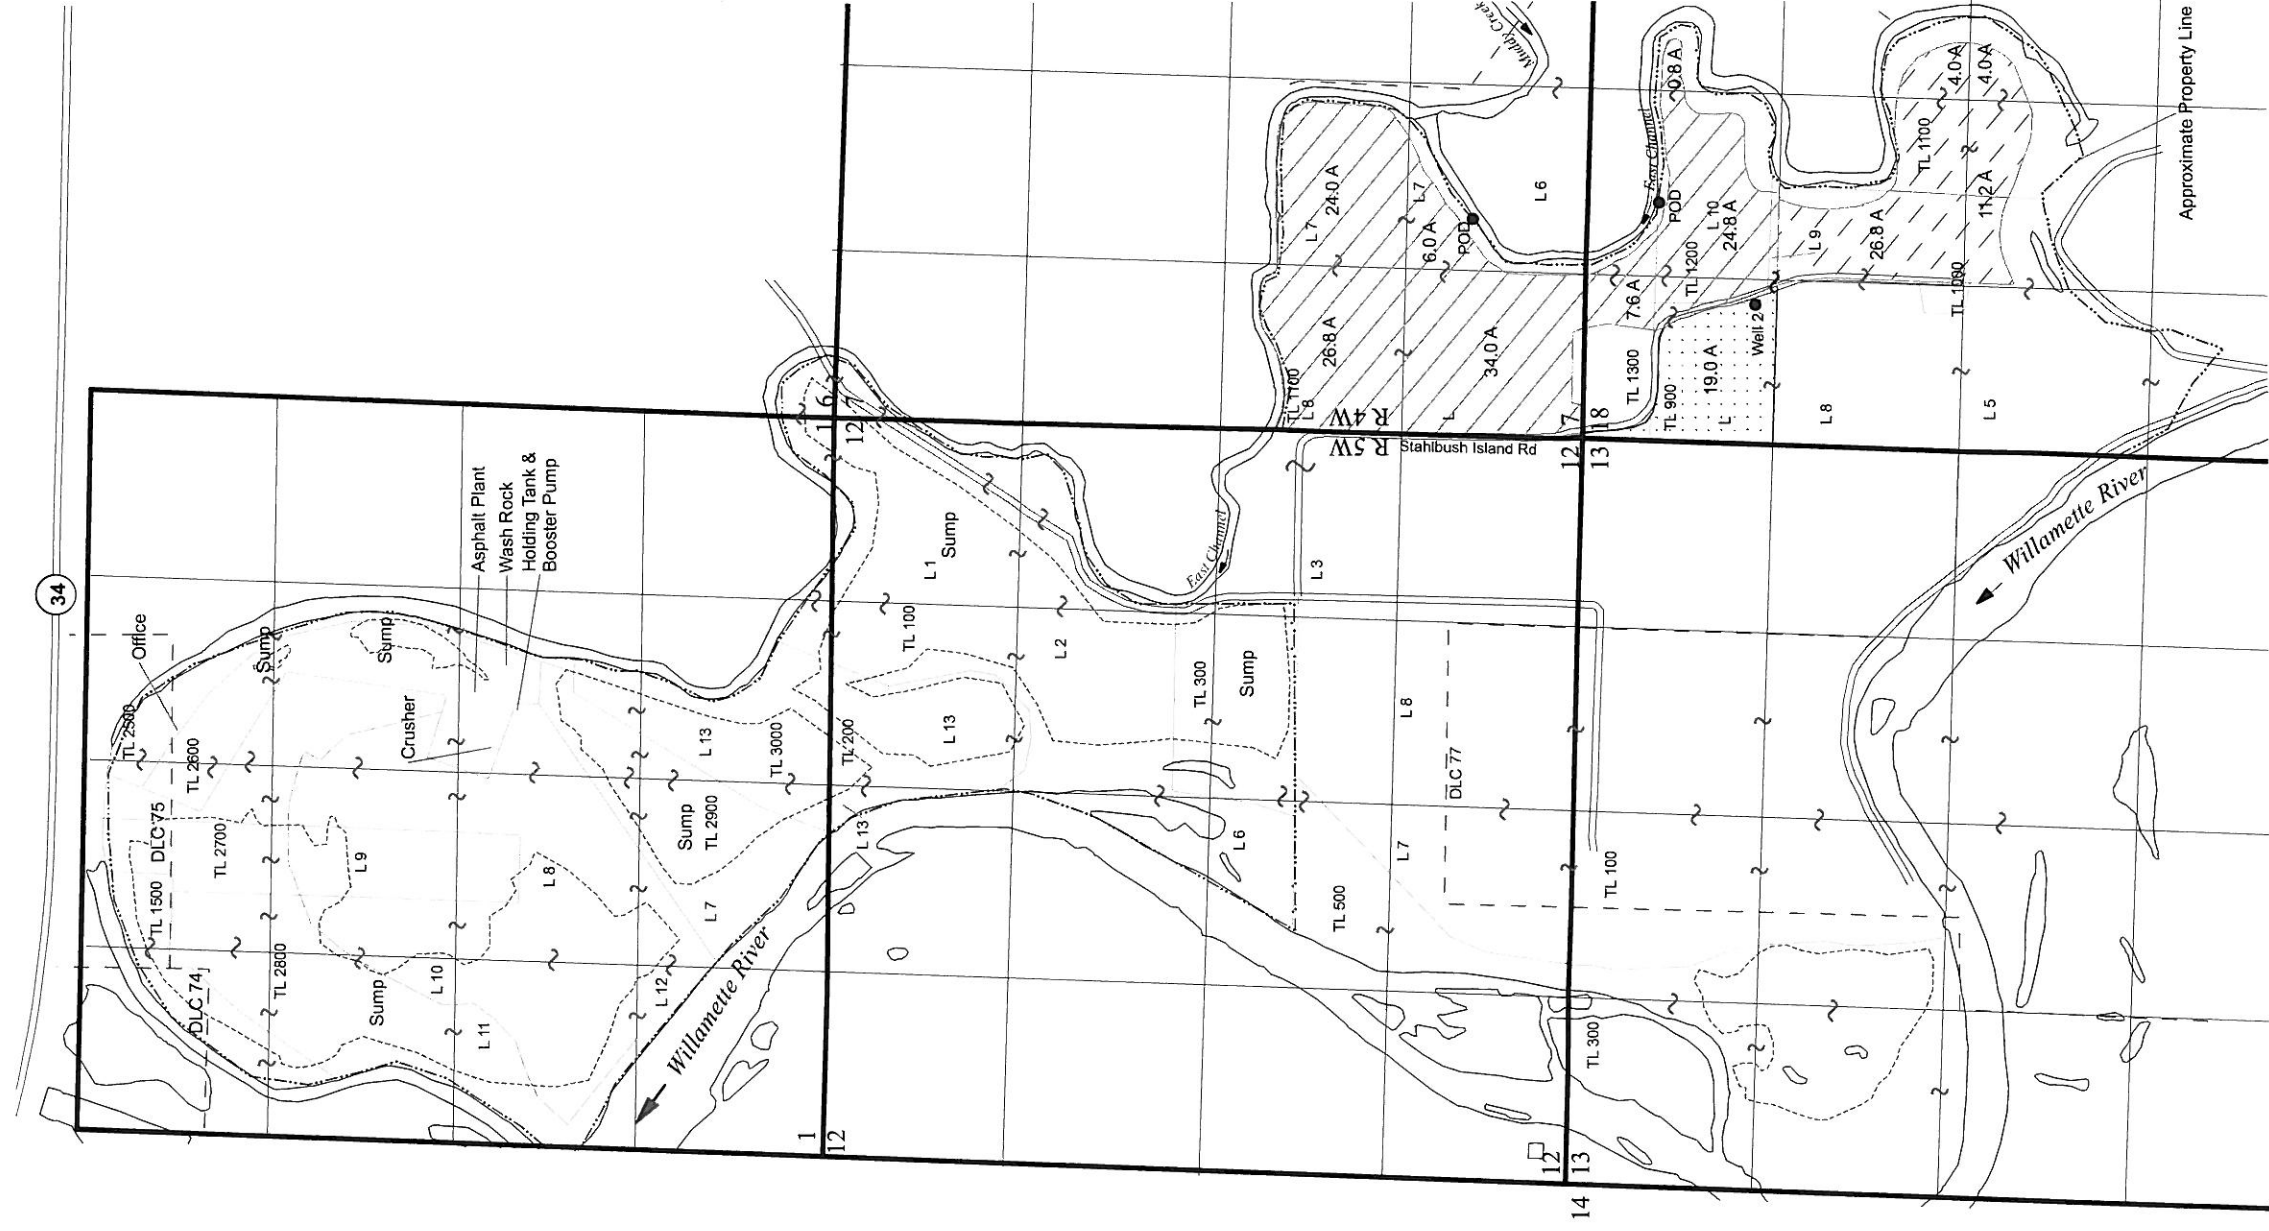 34
Office
TL 2500
TL 2600
DLC 75
TL 1500
TL 2700
DLC 74
TL 2800
Sump
Sump
Asphalt Plant
Wash Rock
Holding Tank &
Booster Pump
Crusher
L 9
L 8
Sump
L 10
L 11
L 12
L 13
TL 3000
Sump
TL 2900
L 7
Willamette River
1
12
1
6
12
7
TL 200
L 13
L 13
TL 100
L 1
Sump
L 2
East Channel
TL 300
Sump
L 6
L 3
R 4W
R 5W
Stahlbush Island Rd
TL 500
L 7
L 8
DLC 77
TL 100
TL 300
12
13
14
12
13
7
18
Muddy Creek
L 7
24.0 A
L 7
6.0 A
POD
L 6
TL 1100
L 8
26.8 A
34.0 A
L
East Channel
0.8 A
POD
L 10
24.8 A
TL 1200
7.6 A
TL 1300
TL 900
19.0 A
L
Well 2
L 9
26.8 A
TL 1100
4.0 A
4.0 A
11.2 A
TL 1000
L 8
L 5
Willamette River
Approximate Property Line